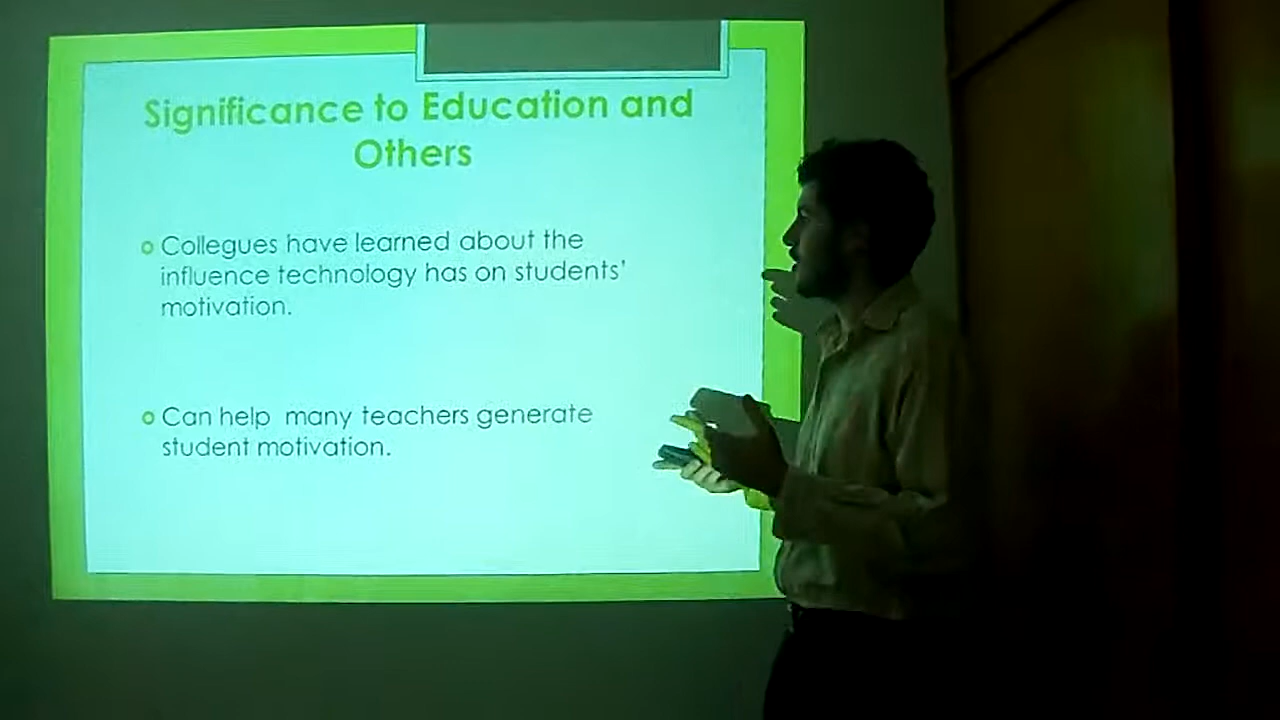 Significance to Education and
Others
Collegues have learned about the
influence technology has on students'
motivation.
Can help many teachers generate
student motivation.